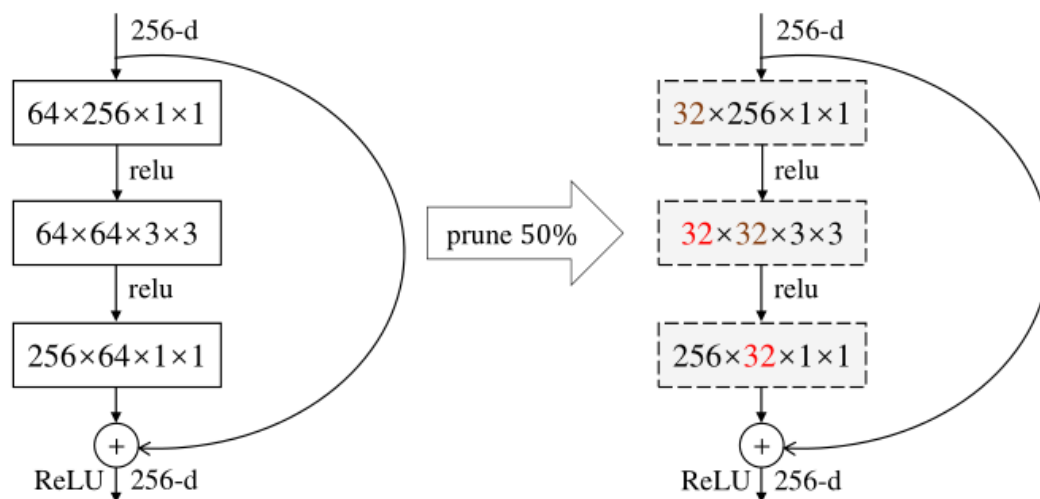 256-d
64×256×1×1
relu
64×64×3×3
relu
256×64×1×1
+
ReLU
256-d
prune 50%
256-d
32×256×1×1
relu
32×32×3×3
relu
256×32×1×1
+
ReLU
256-d